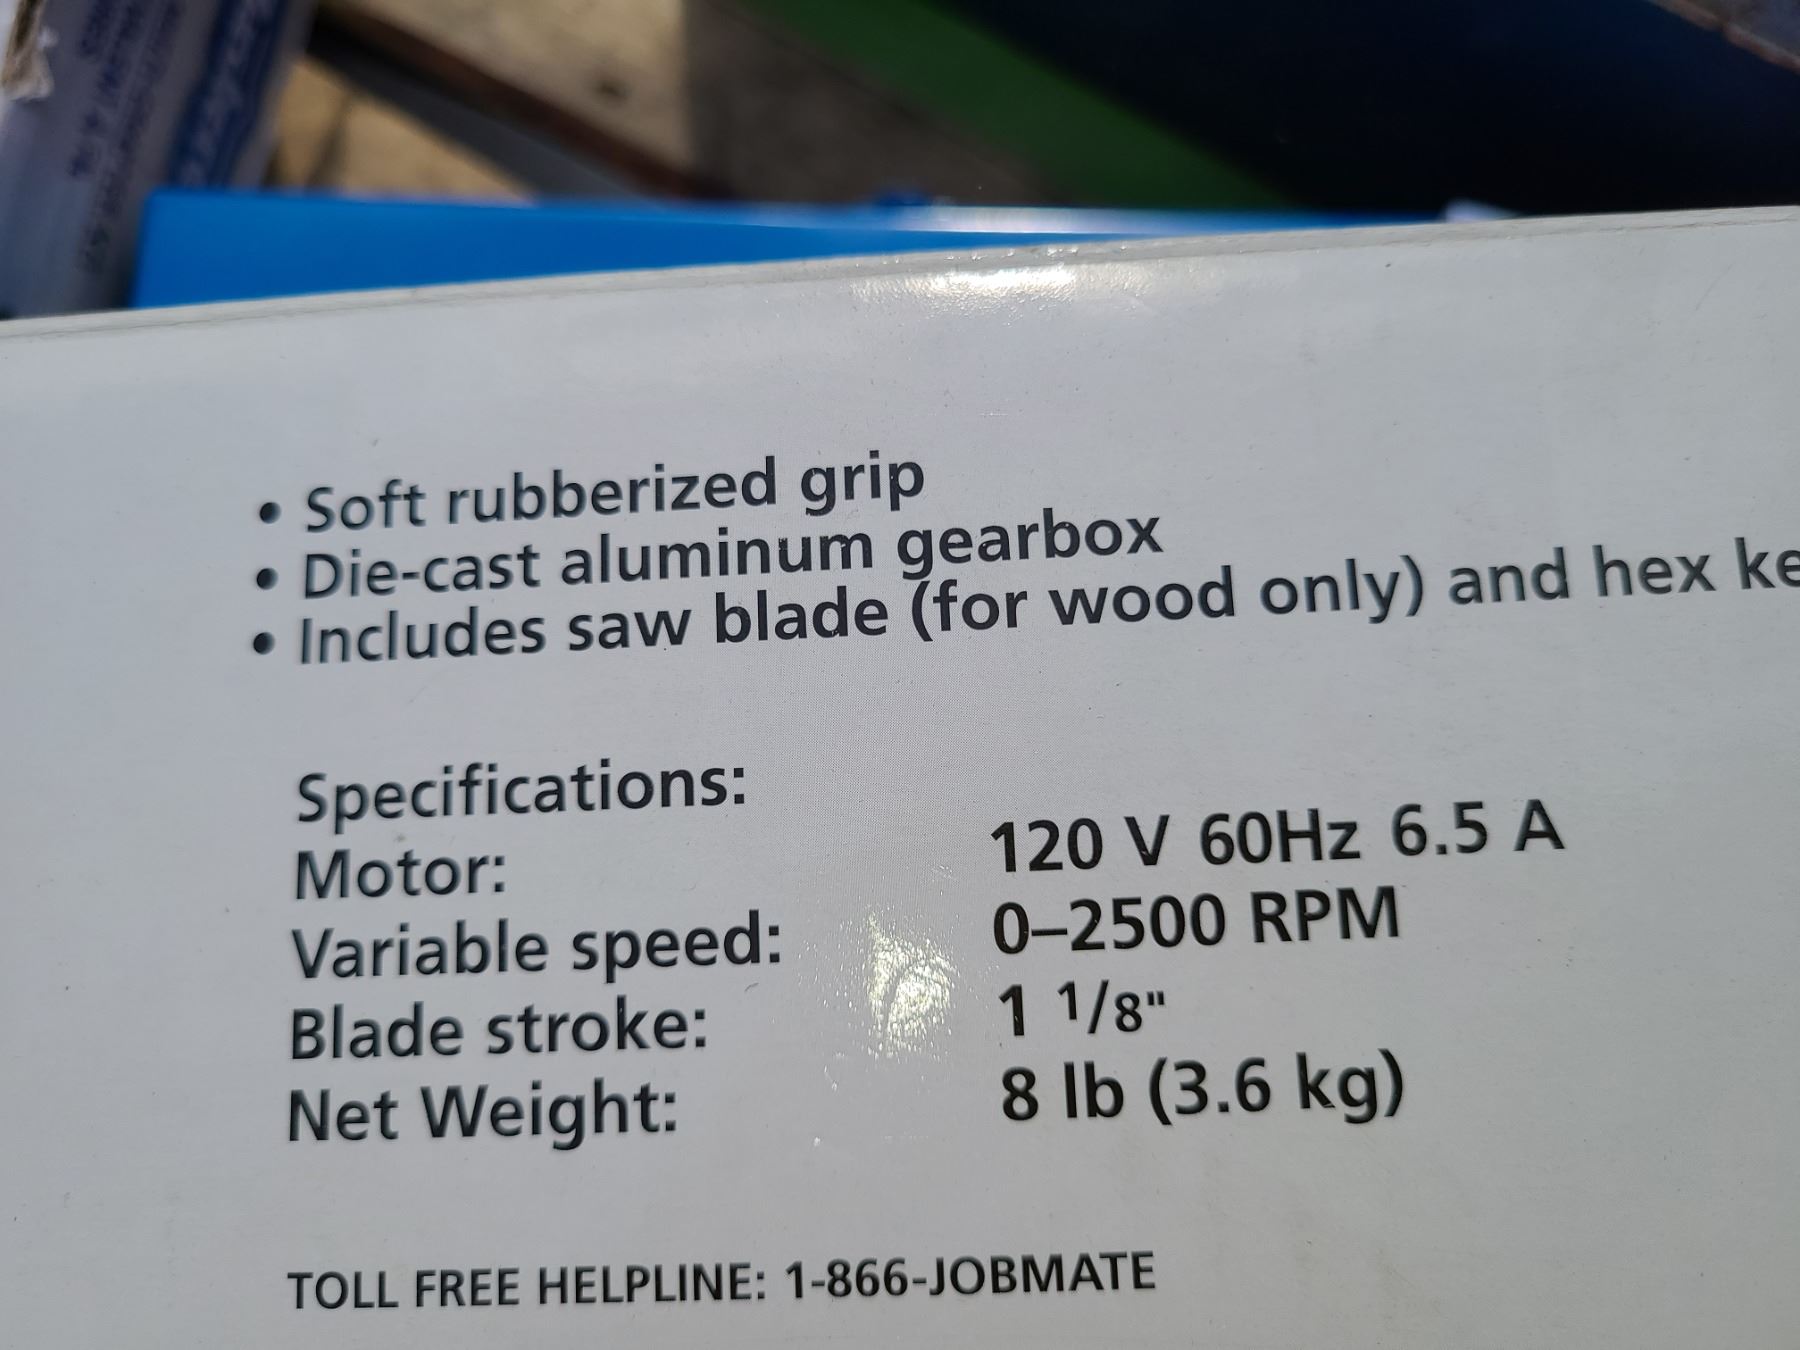 • Soft rubberized grip
• Die-cast aluminum gearbox
• Includes saw blade (for wood only) and hex ke
Specifications:
Motor: 120 V 60Hz 6.5 A
Variable speed: 0–2500 RPM
Blade stroke: 1 1/8"
Net Weight: 8 lb (3.6 kg)
TOLL FREE HELPLINE: 1-866-JOBMATE